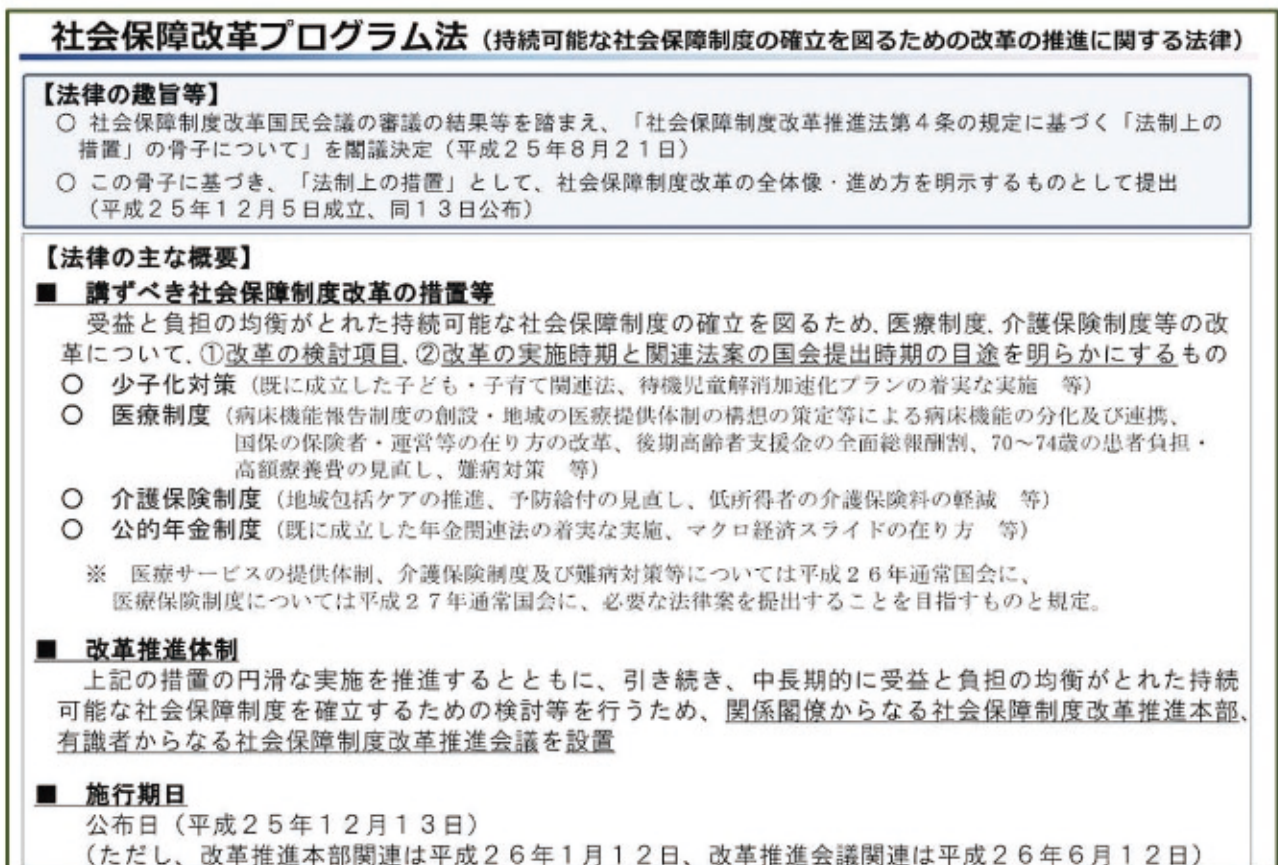 社会保障改革プログラム法（持続可能な社会保障制度の確立を図るための改革の推進に関する法律）
【法律の趣旨等】
○ 社会保障制度改革国民会議の審議の結果等を踏まえ、「社会保障制度改革推進法第４条の規定に基づく「法制上の
措置」の骨子について」を閣議決定（平成２５年８月２１日）
○ この骨子に基づき、「法制上の措置」として、社会保障制度改革の全体像・進め方を明示するものとして提出
（平成２５年１２月５日成立、同１３日公布）
【法律の主な概要】
■ 講ずべき社会保障制度改革の措置等
受益と負担の均衡がとれた持続可能な社会保障制度の確立を図るため、医療制度、介護保険制度等の改
革について、①改革の検討項目、②改革の実施時期と関連法案の国会提出時期の目途を明らかにするもの
○ 少子化対策（既に成立した子ども・子育て関連法、待機児童解消加速化プランの着実な実施 等）
○ 医療制度（病床機能報告制度の創設・地域の医療提供体制の構想の策定等による病床機能の分化及び連携、
国保の保険者・運営等の在り方の改革、後期高齢者支援金の全面総報酬割、70～74歳の患者負担・
高額療養費の見直し、難病対策 等）
○ 介護保険制度（地域包括ケアの推進、予防給付の見直し、低所得者の介護保険料の軽減 等）
○ 公的年金制度（既に成立した年金関連法の着実な実施、マクロ経済スライドの在り方 等）
※ 医療サービスの提供体制、介護保険制度及び難病対策等については平成２６年通常国会に、
医療保険制度については平成２７年通常国会に、必要な法律案を提出することを目指すものと規定。
■ 改革推進体制
上記の措置の円滑な実施を推進するとともに、引き続き、中長期的に受益と負担の均衡がとれた持続
可能な社会保障制度を確立するための検討等を行うため、関係閣僚からなる社会保障制度改革推進本部、
有識者からなる社会保障制度改革推進会議を設置
■ 施行期日
公布日（平成２５年１２月１３日）
（ただし、改革推進本部関連は平成２６年１月１２日、改革推進会議関連は平成２６年６月１２日）